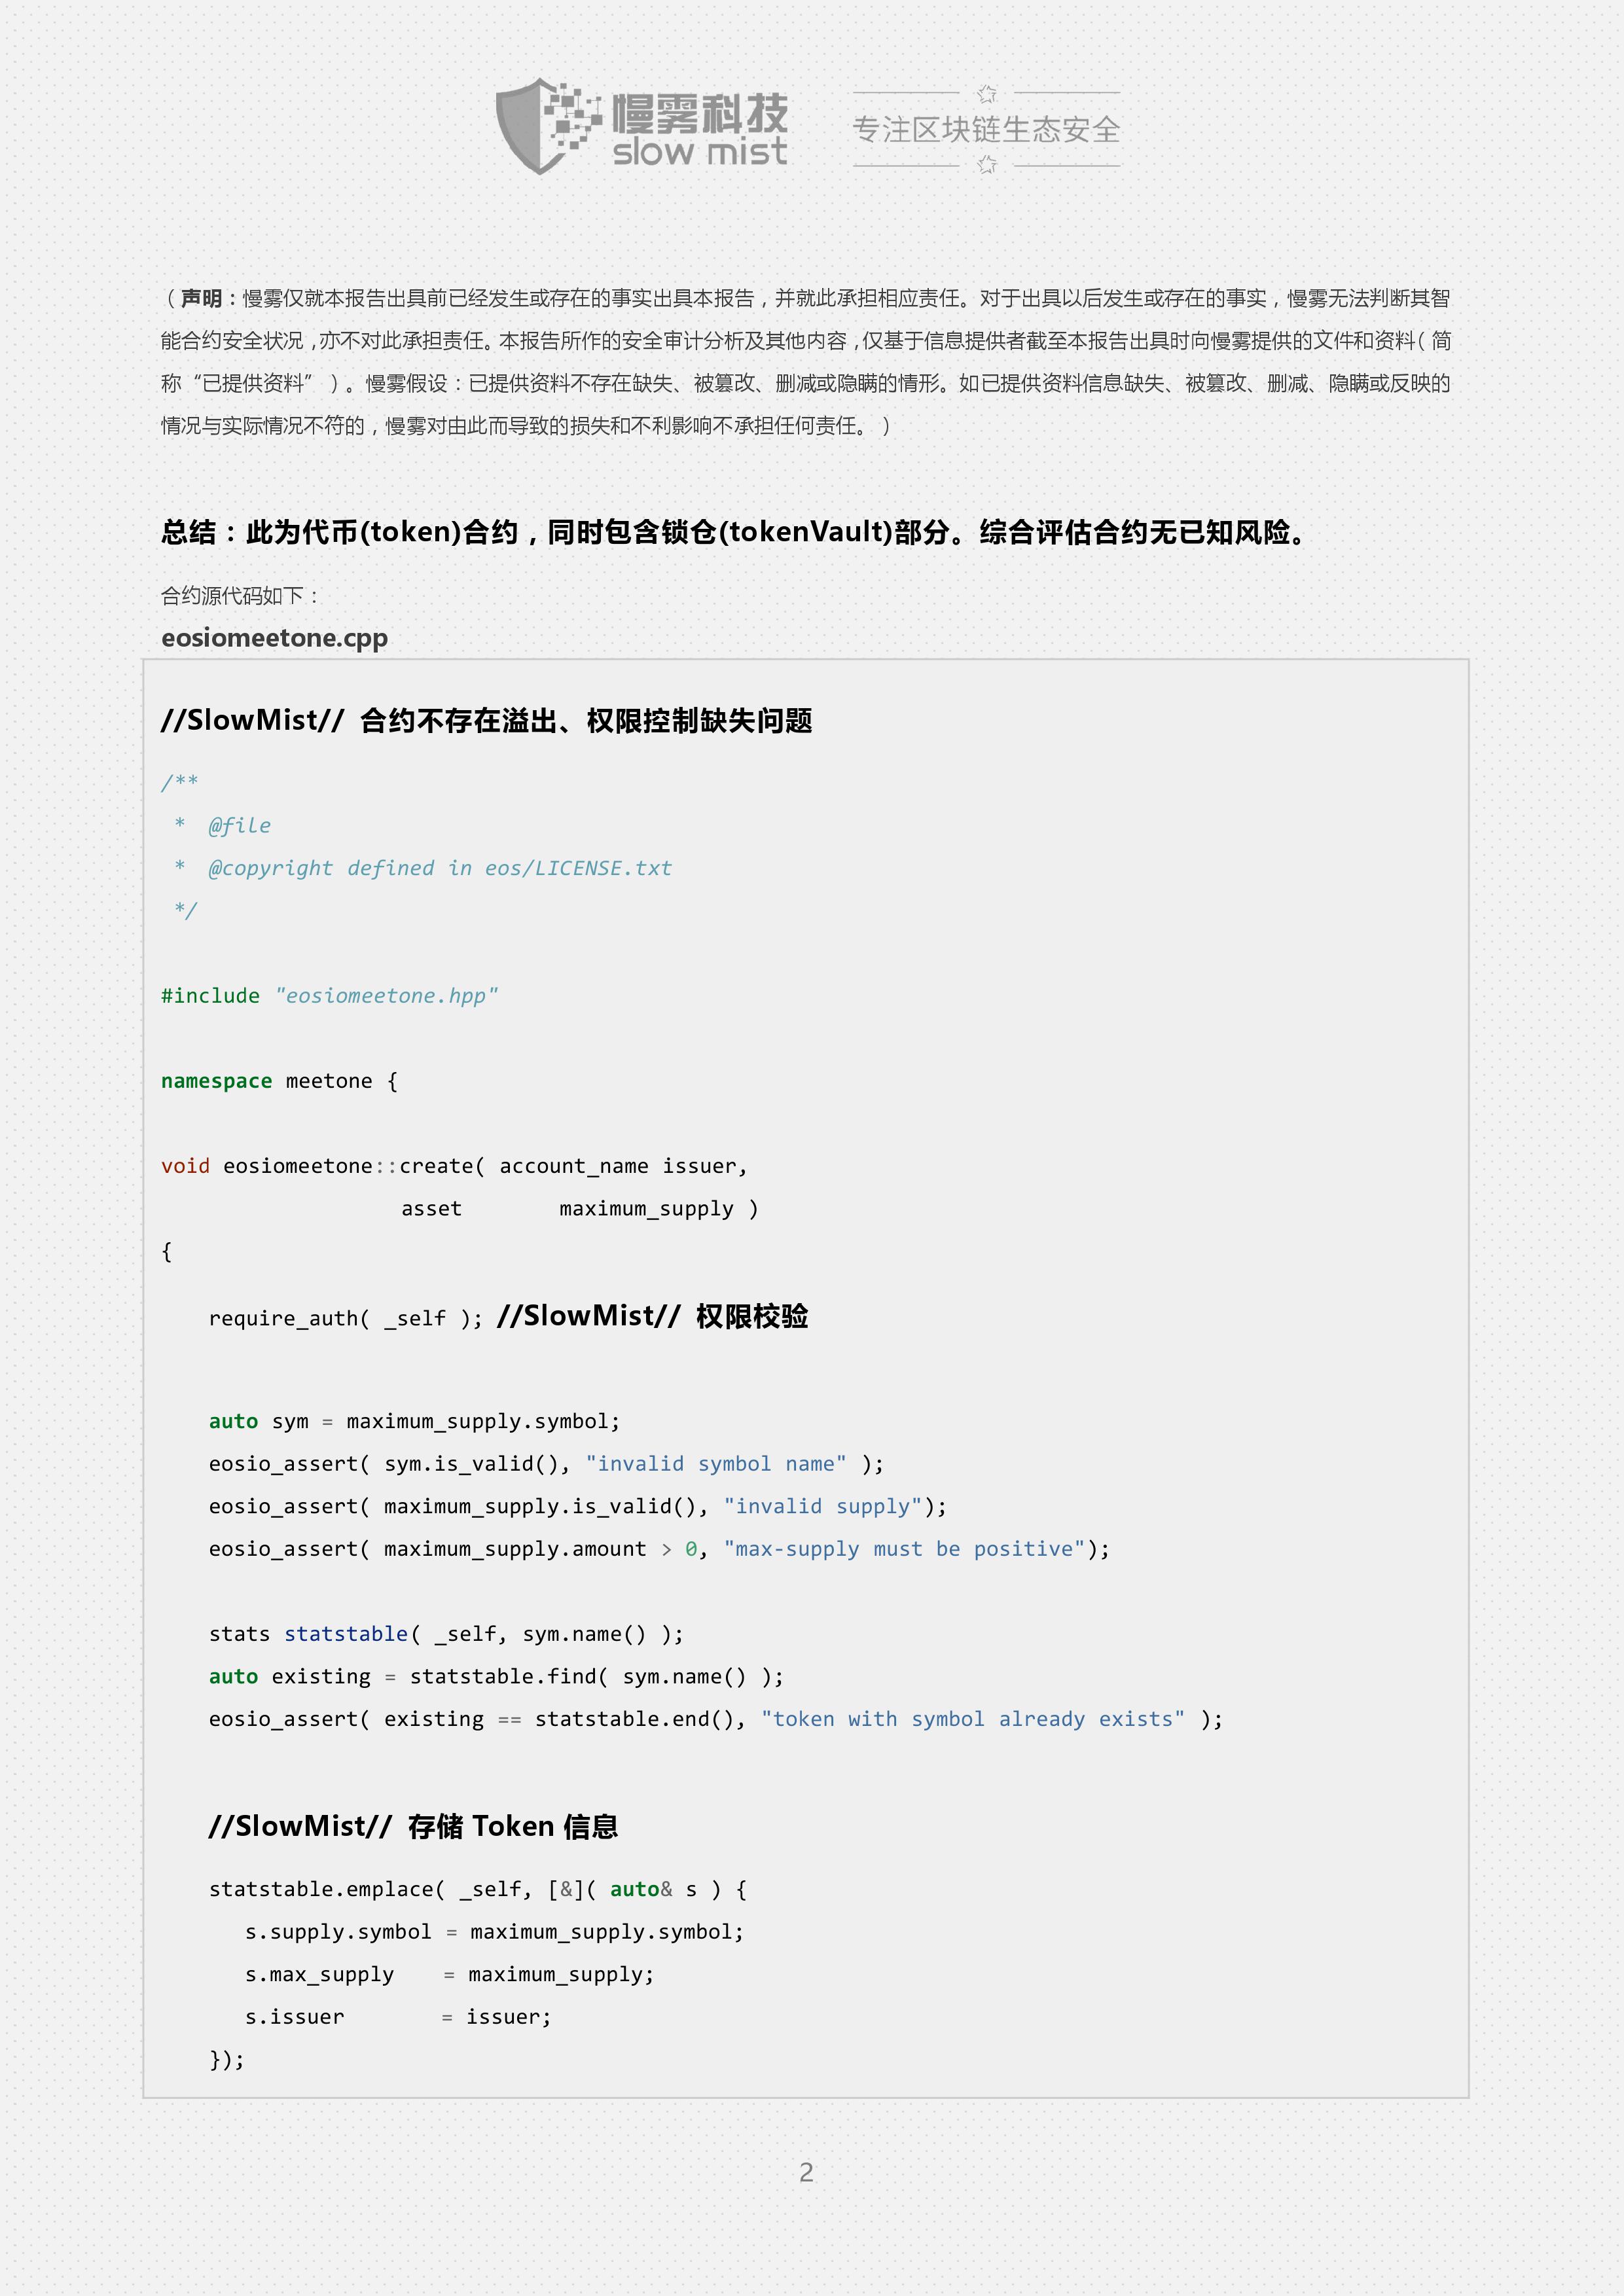 慢雾科技
slow mist
专注区块链生态安全
（声明：慢雾仅就本报告出具前已经发生或存在的事实出具本报告，并就此承担相应责任。对于出具以后发生或存在的事实，慢雾无法判断其智
能合约安全状况，亦不对此承担责任。本报告所作的安全审计分析及其他内容，仅基于信息提供者截至本报告出具时向慢雾提供的文件和资料（简
称“已提供资料”）。慢雾假设：已提供资料不存在缺失、被篡改、删减或隐瞒的情形。如已提供资料信息缺失、被篡改、删减、隐瞒或反映的
情况与实际情况不符的，慢雾对由此而导致的损失和不利影响不承担任何责任。）
总结：此为代币(token)合约，同时包含锁仓(tokenVault)部分。综合评估合约无已知风险。
合约源代码如下：
eosiomeetone.cpp
//SlowMist// 合约不存在溢出、权限控制缺失问题
/**
 *  @file
 *  @copyright defined in eos/LICENSE.txt
 */
#include "eosiomeetone.hpp"
namespace meetone {
void eosiomeetone::create( account_name issuer,
                    asset        maximum_supply )
{
    require_auth( _self ); //SlowMist// 权限校验
    auto sym = maximum_supply.symbol;
    eosio_assert( sym.is_valid(), "invalid symbol name" );
    eosio_assert( maximum_supply.is_valid(), "invalid supply");
    eosio_assert( maximum_supply.amount > 0, "max-supply must be positive");
    stats statstable( _self, sym.name() );
    auto existing = statstable.find( sym.name() );
    eosio_assert( existing == statstable.end(), "token with symbol already exists" );
    //SlowMist// 存储 Token 信息
    statstable.emplace( _self, [&]( auto& s ) {
       s.supply.symbol = maximum_supply.symbol;
       s.max_supply    = maximum_supply;
       s.issuer        = issuer;
    });
2